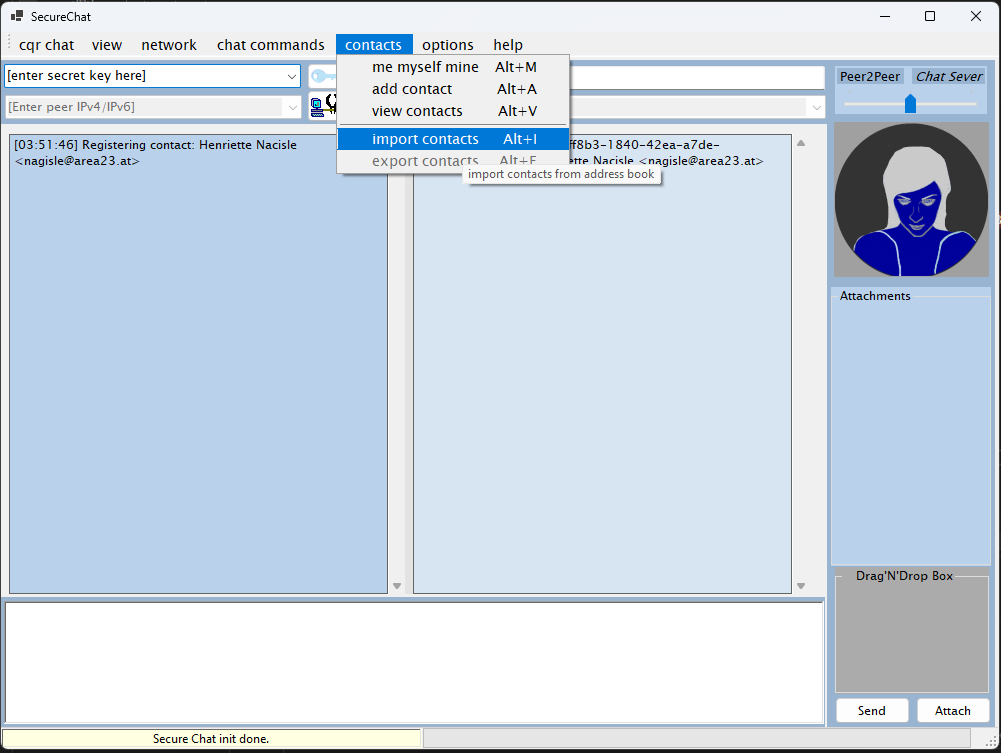 SecureChat
cqr chat view network chat commands contacts options help
[enter secret key here]
[Enter peer IPv4/IPv6]
me myself mine Alt+M
add contact Alt+A
view contacts Alt+V
import contacts Alt+I
export contacts
import contacts from address book
Peer2Peer Chat Sever
[03:51:46] Registering contact: Henriette Nacisle
<nagisle@area23.at>
ff8b3-1840-42ea-a7de-
Nacisle <nagisle@area23.at>
Attachments
Drag'N'Drop Box
Send Attach
Secure Chat init done.